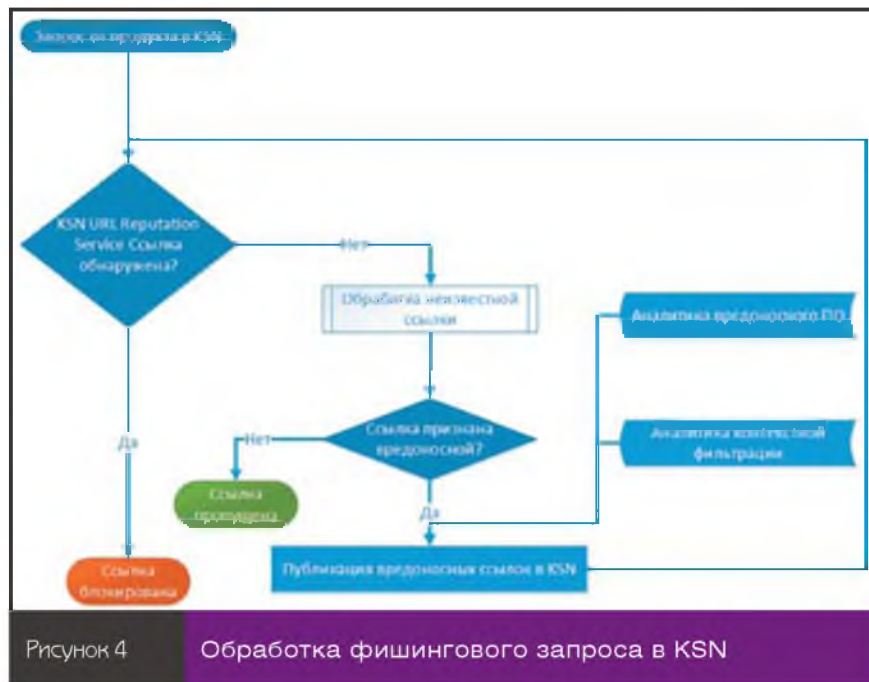 Запрос от продукта в KSN
KSN URL Reputation
Service Ссылка
обнаружена?
Нет
Обработка неизвестной
ссылки
Аналитика вредоносного ПО
Да
Нет
Ссылка признана
вредоносной?
Аналитика контекстной
фильтрации
Ссылка
пропущена
Да
Публикация вредоносных ссылок в KSN
Ссылка
блокирована
Рисунок 4
Обработка фишингового запроса в KSN